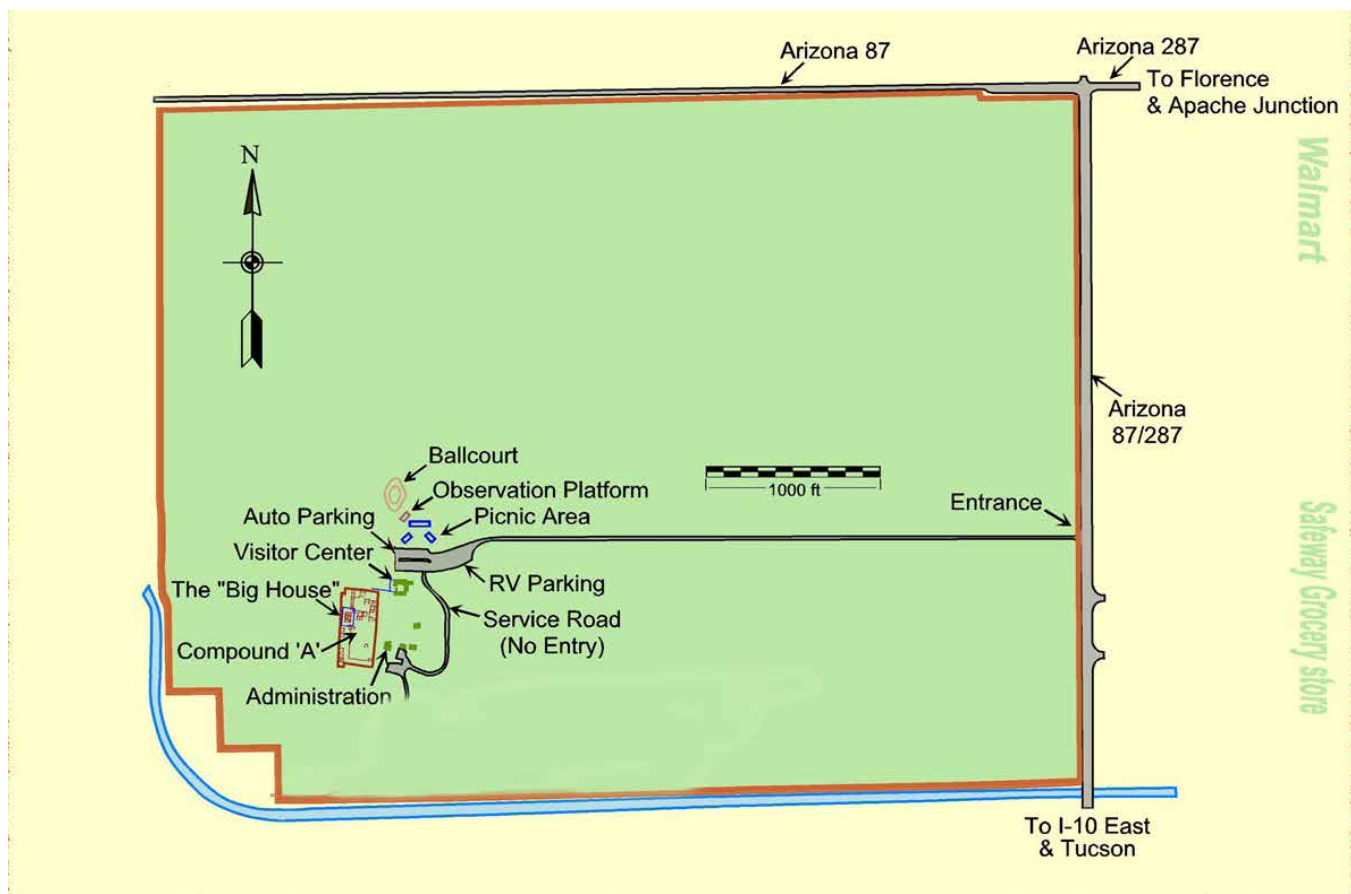 Arizona 87
Arizona 287
To Florence
& Apache Junction
Walmart
N
Arizona
87/287
Ballcourt
Observation Platform
1000 ft
Entrance
Auto Parking
Picnic Area
Visitor Center
The "Big House"
RV Parking
Service Road
(No Entry)
Compound 'A'
Administration
Safeway Grocery store
To I-10 East
& Tucson